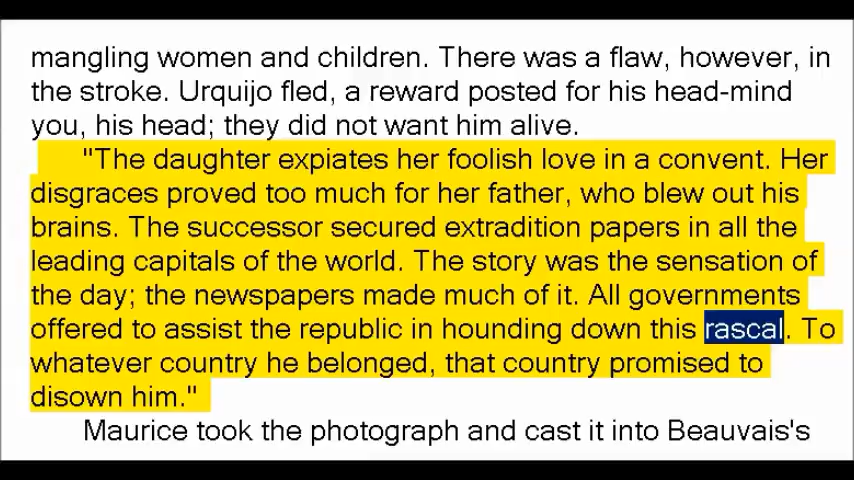 mangling women and children. There was a flaw, however, in
the stroke. Urquijo fled, a reward posted for his head-mind
you, his head; they did not want him alive.
"The daughter expiates her foolish love in a convent. Her
disgraces proved too much for her father, who blew out his
brains. The successor secured extradition papers in all the
leading capitals of the world. The story was the sensation of
the day; the newspapers made much of it. All governments
offered to assist the republic in hounding down this rascal. To
whatever country he belonged, that country promised to
disown him."
Maurice took the photograph and cast it into Beauvais's